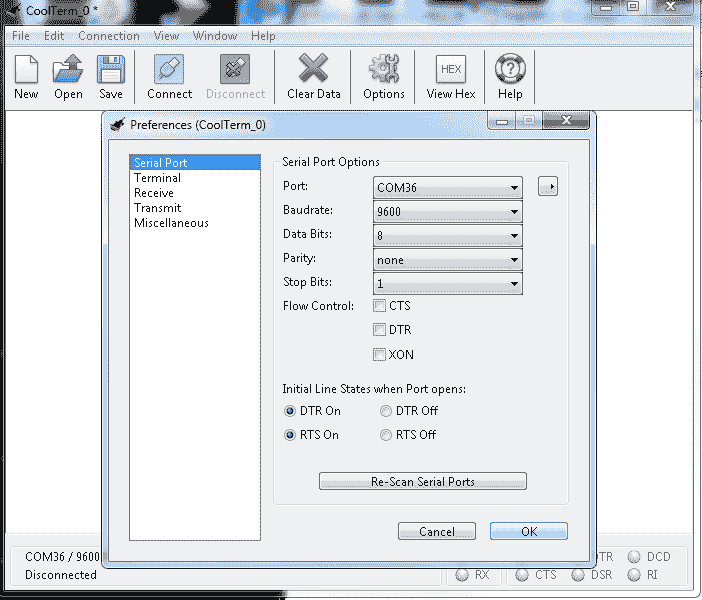 CoolTerm_0 *
File Edit Connection View Window Help
HEX
New Open Save Connect Disconnect Clear Data Options View Hex Help
Preferences (CoolTerm_0)
Serial Port
Terminal
Receive
Transmit
Miscellaneous
Serial Port Options
Port: COM36
Baudrate: 9600
Data Bits: 8
Parity: none
Stop Bits: 1
Flow Control: CTS
DTR
XON
Initial Line States when Port opens:
DTR On DTR Off
RTS On RTS Off
Re-Scan Serial Ports
Cancel OK
COM36 / 9600 DCD
Disconnected RX CTS DSR RI